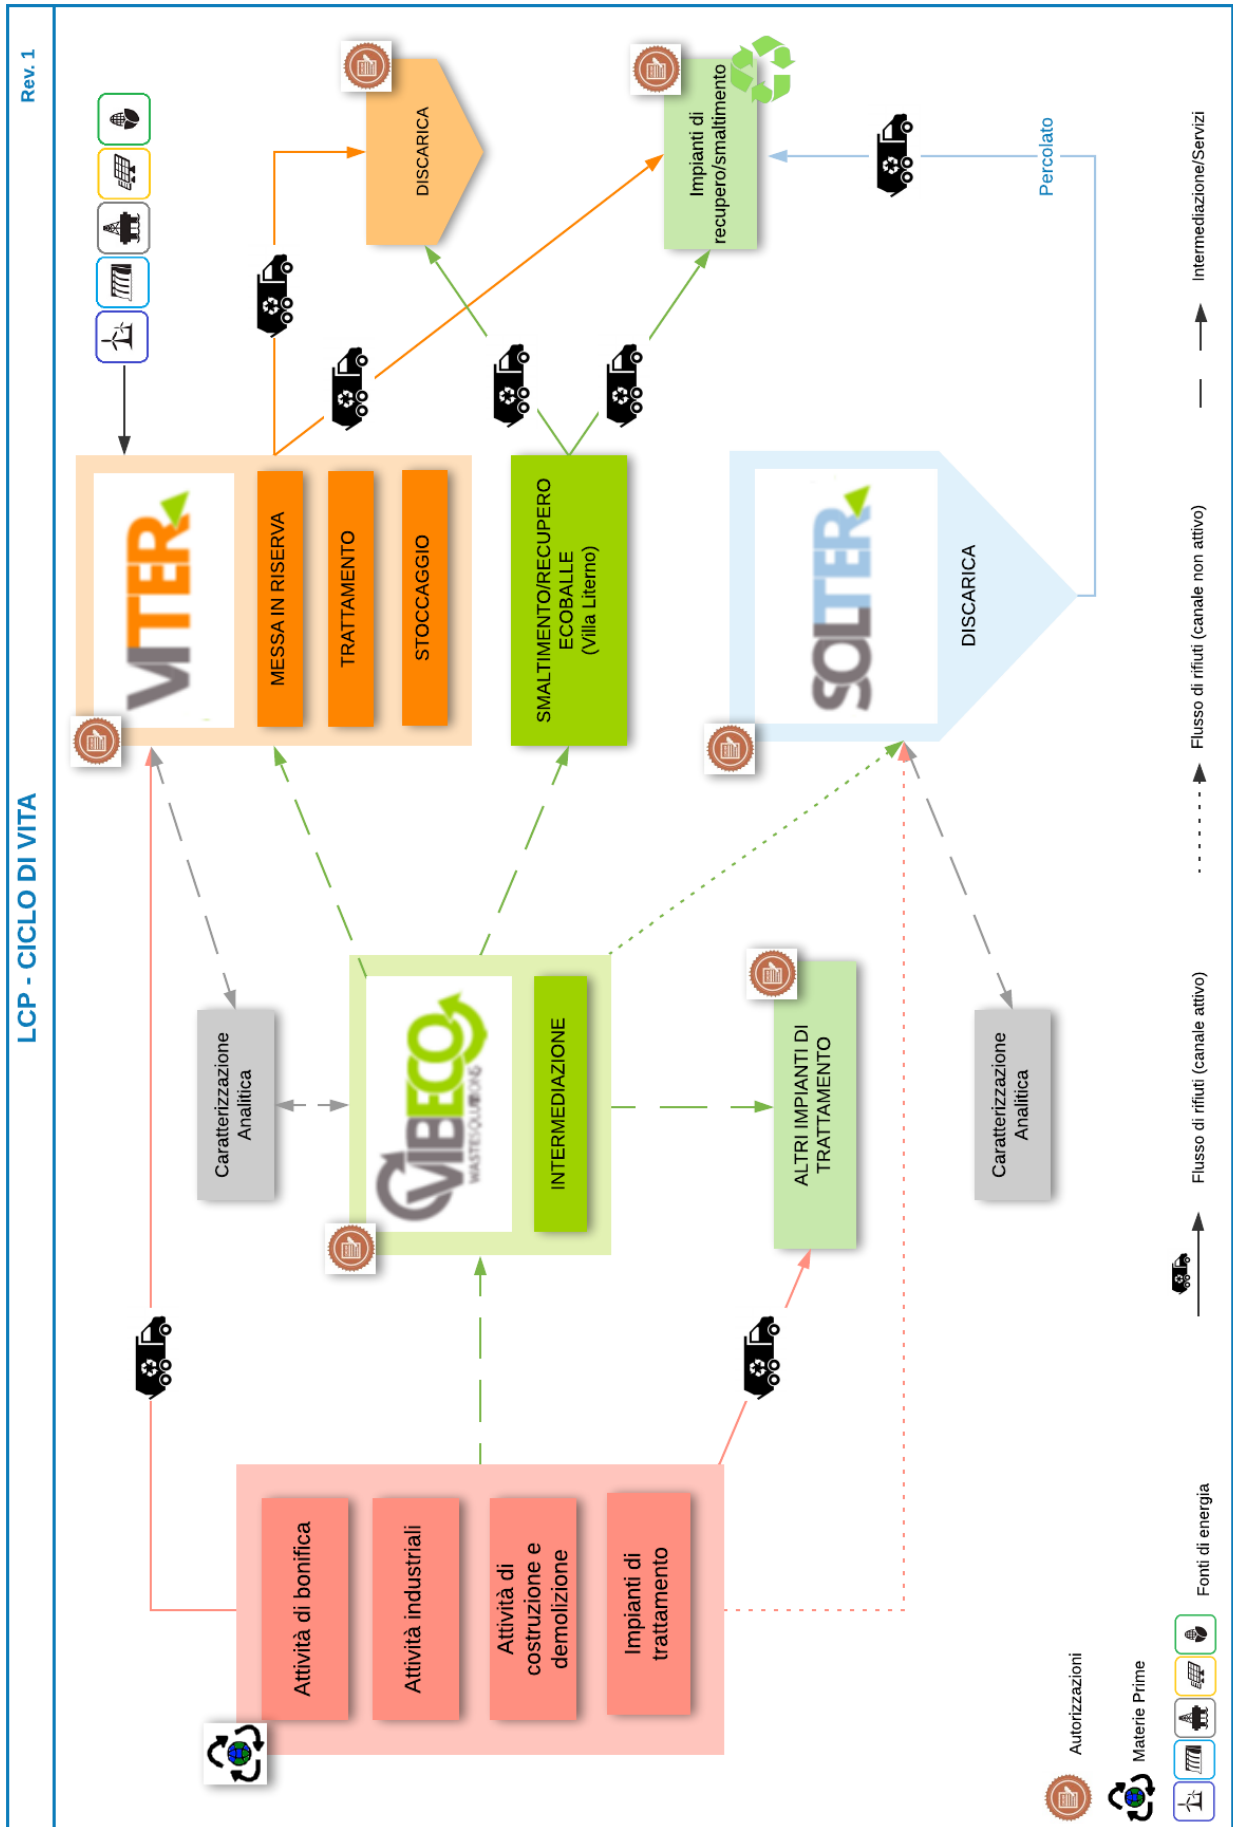 LCP - CICLO DI VITA
Rev. 1
Attività di bonifica
Attività industriali
Attività di
costruzione e
demolizione
Impianti di
trattamento
Caratterizzazione
Analitica
VIBECO
WASTESOLUTIONS
INTERMEDIAZIONE
ALTRI IMPIANTI DI
TRATTAMENTO
Caratterizzazione
Analitica
VITER
MESSA IN RISERVA
TRATTAMENTO
STOCCAGGIO
SMALTIMENTO/RECUPERO
ECOBALLE
(Villa Literno)
SOLTER
DISCARICA
DISCARICA
Impianti di
recupero/smaltimento
Percolato
Autorizzazioni
Materie Prime
Fonti di energia
Flusso di rifiuti (canale attivo)
Flusso di rifiuti (canale non attivo)
Intermediazione/Servizi